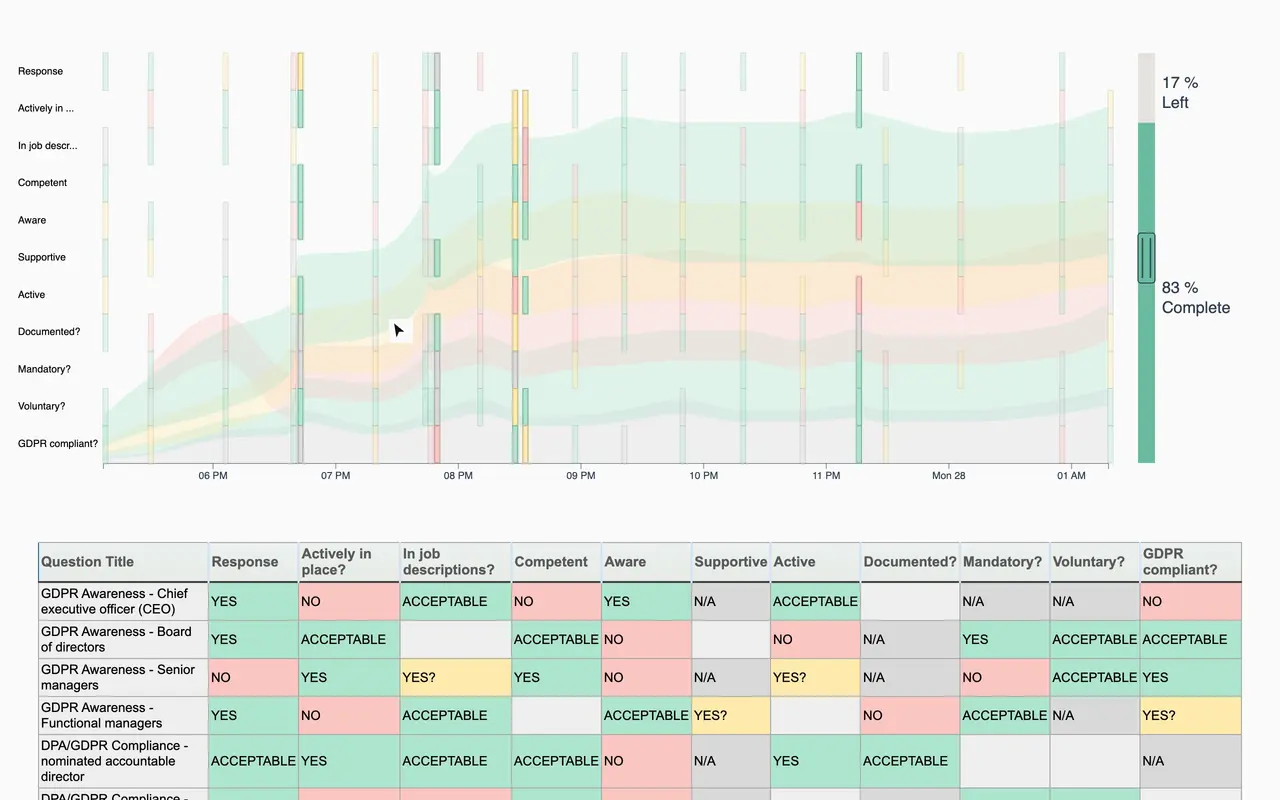 Response
Actively in ...
In job descr...
Competent
Aware
Supportive
Active
Documented?
Mandatory?
Voluntary?
GDPR compliant?
06 PM 07 PM 08 PM 09 PM 10 PM 11 PM Mon 28 01 AM
17 %
Left
83 %
Complete
Question Title Response Actively in place? In job descriptions? Competent Aware Supportive Active Documented? Mandatory? Voluntary? GDPR compliant?
GDPR Awareness - Chief executive officer (CEO) YES NO ACCEPTABLE NO YES N/A ACCEPTABLE N/A N/A NO
GDPR Awareness - Board of directors YES ACCEPTABLE ACCEPTABLE NO NO N/A YES ACCEPTABLE ACCEPTABLE
GDPR Awareness - Senior managers NO YES YES? YES NO N/A YES? N/A NO ACCEPTABLE YES
GDPR Awareness - Functional managers YES NO ACCEPTABLE ACCEPTABLE YES? NO ACCEPTABLE N/A YES?
DPA/GDPR Compliance - nominated accountable director ACCEPTABLE YES ACCEPTABLE ACCEPTABLE NO N/A YES ACCEPTABLE N/A
DPA/GDPR Compliance -